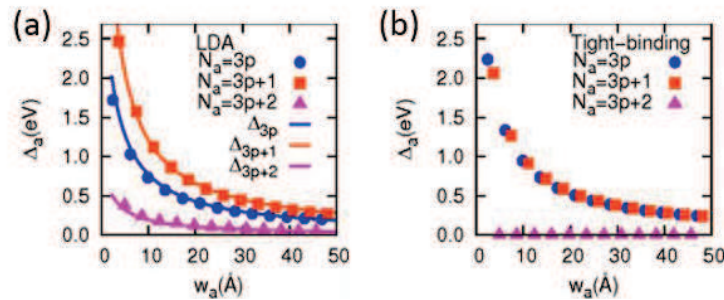 (a)
2.5
2.0
1.5
1.0
0.5
0.0
Δₐ(eV)
LDA
Nₐ=3p
Nₐ=3p+1
Nₐ=3p+2
Δ₃ₚ
Δ₃ₚ₊₁
Δ₃ₚ₊₂
0 10 20 30 40 50
wₐ(Å)
(b)
2.5
2.0
1.5
1.0
0.5
0.0
Δₐ(eV)
Tight-binding
Nₐ=3p
Nₐ=3p+1
Nₐ=3p+2
0 10 20 30 40 50
wₐ(Å)